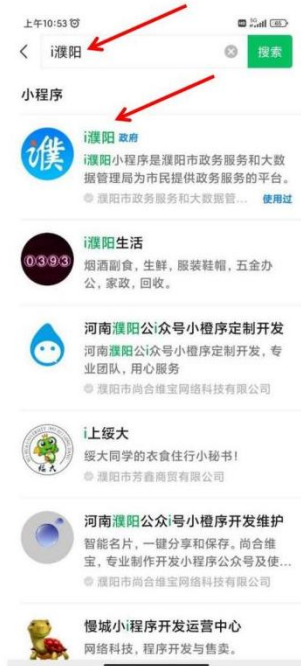 上午10:53
i濮阳
搜索
小程序
濮
i濮阳 政府
i濮阳小程序是濮阳市政务服务和大数
据管理局为市民提供政务服务的平台。
濮阳市政务服务和大数据管... 使用过
0393
i濮阳生活
烟酒副食，生鲜，服装鞋帽，五金办
公，家政，回收。
河南濮阳公i众号小橙序定制开发
河南濮阳公i众号小橙序定制开发，专
业团队，用心服务
濮阳市尚合维宝网络科技有限公司
i上绥大
绥大同学的衣食住行小秘书！
濮阳市芳鑫商贸有限公司
河南濮阳公众i号小橙序开发维护
智能名片，一键分享和保存。尚合维
宝，专业制作开发小程序公众号及使...
濮阳市尚合维宝网络科技有限公司
慢城小i程序开发运营中心
网络科技，程序开发与售卖。